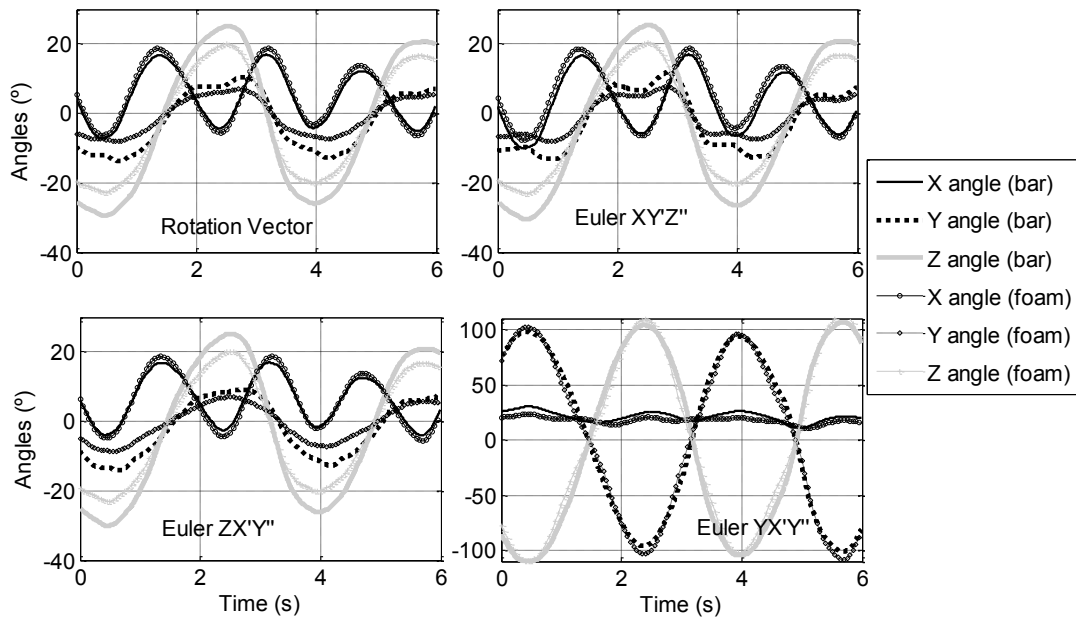 20
0
-20
-40
0
2
4
6
Angles (º)
Rotation Vector
20
0
-20
-40
0
2
4
6
Euler XY'Z''
20
0
-20
-40
0
2
4
6
Angles (º)
Time (s)
Euler ZX'Y''
100
50
0
-50
-100
0
2
4
6
Time (s)
Euler YX'Y''
X angle (bar)
Y angle (bar)
Z angle (bar)
X angle (foam)
Y angle (foam)
Z angle (foam)